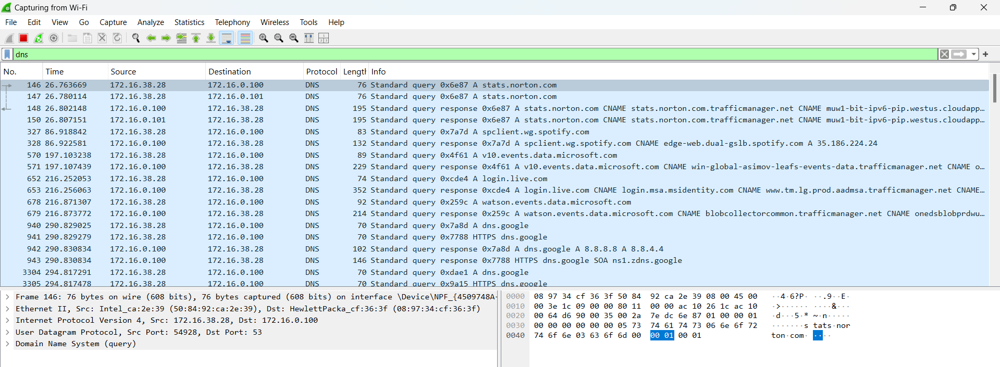 Capturing from Wi-Fi
File Edit View Go Capture Analyze Statistics Telephony Wireless Tools Help
dns
No. Time Source Destination Protocol Length Info
146 26.763669 172.16.38.28 172.16.0.100 DNS 76 Standard query 0x6e87 A stats.norton.com
147 26.780114 172.16.38.28 172.16.0.101 DNS 76 Standard query 0x6e87 A stats.norton.com
148 26.802148 172.16.0.100 172.16.38.28 DNS 195 Standard query response 0x6e87 A stats.norton.com CNAME stats.norton.com.trafficmanager.net CNAME muw1-bit-ipv6-pip.westus.cloudapp…
150 26.807151 172.16.0.101 172.16.38.28 DNS 195 Standard query response 0x6e87 A stats.norton.com CNAME stats.norton.com.trafficmanager.net CNAME muw1-bit-ipv6-pip.westus.cloudapp…
327 86.918842 172.16.38.28 172.16.0.100 DNS 83 Standard query 0x7a7d A spclient.wg.spotify.com
328 86.922581 172.16.0.100 172.16.38.28 DNS 132 Standard query response 0x7a7d A spclient.wg.spotify.com CNAME edge-web.dual-gslb.spotify.com A 35.186.224.24
570 197.103238 172.16.38.28 172.16.0.100 DNS 89 Standard query 0x4f61 A v10.events.data.microsoft.com
571 197.107439 172.16.0.100 172.16.38.28 DNS 229 Standard query response 0x4f61 A v10.events.data.microsoft.com CNAME win-global-asimov-leafs-events-data.trafficmanager.net CNAME o…
652 216.252053 172.16.38.28 172.16.0.100 DNS 74 Standard query 0xcde4 A login.live.com
653 216.256063 172.16.0.100 172.16.38.28 DNS 352 Standard query response 0xcde4 A login.live.com CNAME login.msa.msidentity.com CNAME www.tm.lg.prod.aadmsa.trafficmanager.net CNAME…
678 216.871307 172.16.38.28 172.16.0.100 DNS 92 Standard query 0x259c A watson.events.data.microsoft.com
679 216.873772 172.16.0.100 172.16.38.28 DNS 214 Standard query response 0x259c A watson.events.data.microsoft.com CNAME blobcollectorcommon.trafficmanager.net CNAME onedsblobprdwu…
940 290.829025 172.16.38.28 172.16.0.100 DNS 70 Standard query 0x7a8d A dns.google
941 290.829279 172.16.38.28 172.16.0.100 DNS 70 Standard query 0x7788 HTTPS dns.google
942 290.830834 172.16.0.100 172.16.38.28 DNS 102 Standard query response 0x7a8d A dns.google A 8.8.8.8 A 8.8.4.4
943 290.830834 172.16.0.100 172.16.38.28 DNS 146 Standard query response 0x7788 HTTPS dns.google SOA ns1.zdns.google
3304 294.817291 172.16.38.28 172.16.0.100 DNS 70 Standard query 0xdae1 A dns.google
3305 294.817478 172.16.38.28 172.16.0.100 DNS 70 Standard query 0x9a15 HTTPS dns.google
Frame 146: 76 bytes on wire (608 bits), 76 bytes captured (608 bits) on interface \Device\NPF_{4509748A-
Ethernet II, Src: Intel_ca:2e:39 (50:84:92:ca:2e:39), Dst: HewlettPacka_cf:36:3f (08:97:34:cf:36:3f)
Internet Protocol Version 4, Src: 172.16.38.28, Dst: 172.16.0.100
User Datagram Protocol, Src Port: 54928, Dst Port: 53
Domain Name System (query)
0000 08 97 34 cf 36 3f 50 84 92 ca 2e 39 08 00 45 00 ··4·6?P· ···.9··E·
0010 00 3e 1c 09 00 00 80 11 00 00 ac 10 26 1c ac 10 ·>······ ····&···
0020 00 64 d6 90 00 35 00 2a 7e dc 6e 87 01 00 00 01 ·d···5·* ~·n·····
0030 00 00 00 00 00 00 05 73 74 61 74 73 06 6e 6f 72 ·······s tats·nor
0040 74 6f 6e 03 63 6f 6d 00 00 01 00 01 ton·com· ····